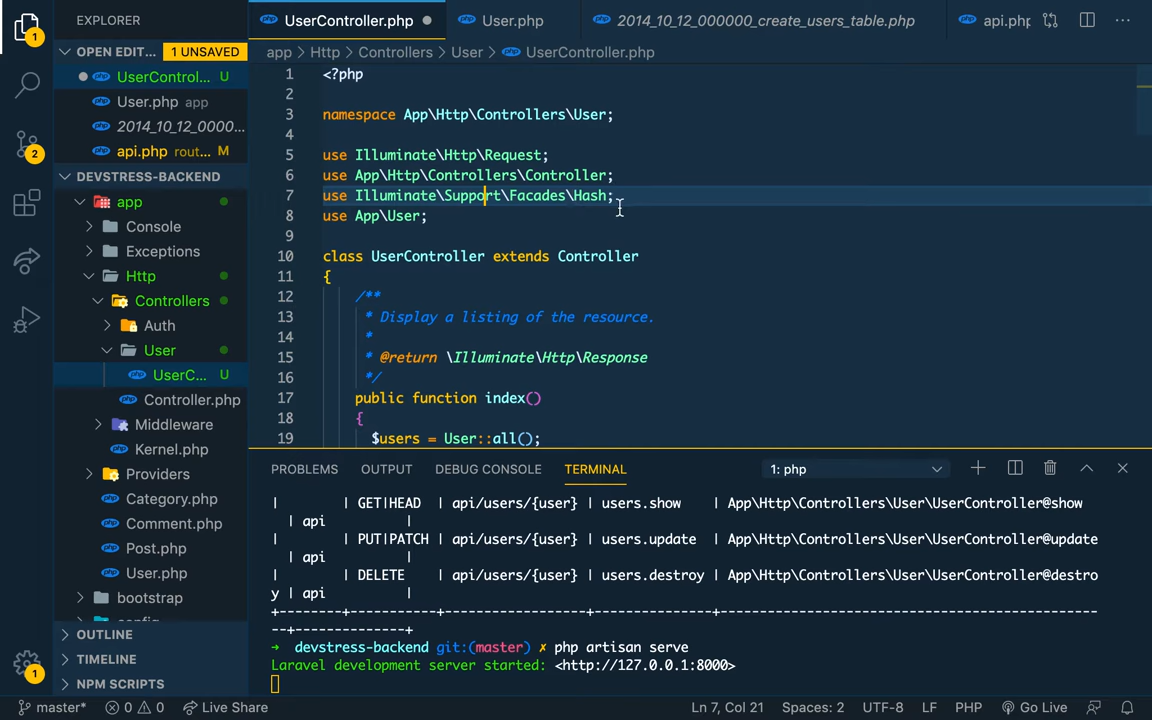 EXPLORER
UserController.php
User.php
2014_10_12_000000_create_users_table.php
api.php
OPEN EDIT... 1 UNSAVED
app > Http > Controllers > User > UserController.php
UserControl... U
User.php app
2014_10_12_0000...
api.php rout... M
DEVSTRESS-BACKEND
app
Console
Exceptions
Http
Controllers
Auth
User
UserC... U
Controller.php
Middleware
Kernel.php
Providers
Category.php
Comment.php
Post.php
User.php
bootstrap
OUTLINE
TIMELINE
NPM SCRIPTS
1 <?php
2
3 namespace App\Http\Controllers\User;
4
5 use Illuminate\Http\Request;
6 use App\Http\Controllers\Controller;
7 use Illuminate\Support\Facades\Hash;
8 use App\User;
9
10 class UserController extends Controller
11 {
12 /**
13 * Display a listing of the resource.
14 *
15 * @return \Illuminate\Http\Response
16 */
17 public function index()
18 {
19 $users = User::all();
PROBLEMS OUTPUT DEBUG CONSOLE TERMINAL 1: php
| | GET|HEAD | api/users/{user} | users.show | App\Http\Controllers\User\UserController@show
| api |
| | PUT|PATCH | api/users/{user} | users.update | App\Http\Controllers\User\UserController@update
| api |
| | DELETE | api/users/{user} | users.destroy | App\Http\Controllers\User\UserController@destro
y | api |
+--------+-----------+-----------------+---------------+------------------------------------------
--+--------------+
→ devstress-backend git:(master) ✗ php artisan serve
Laravel development server started: <http://127.0.0.1:8000>
master* 0 0 Live Share Ln 7, Col 21 Spaces: 2 UTF-8 LF PHP Go Live
1
2
1